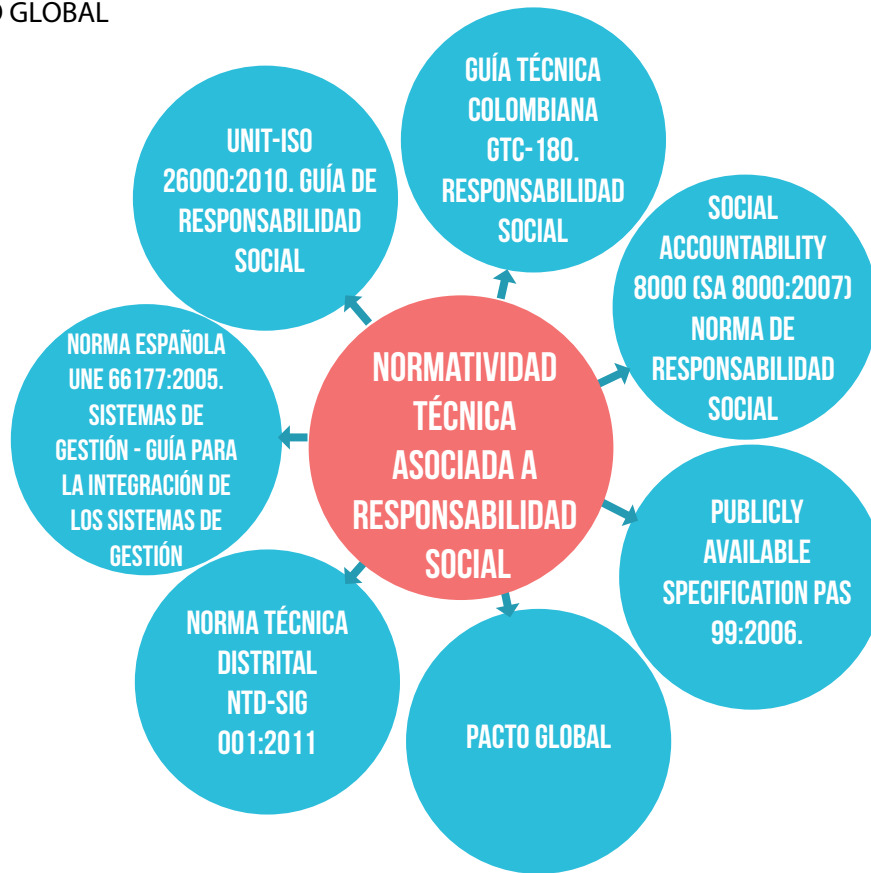 GLOBAL
GUÍA TÉCNICA
COLOMBIANA
GTC-180.
RESPONSABILIDAD
SOCIAL
UNIT-ISO
26000:2010. GUÍA DE
RESPONSABILIDAD
SOCIAL
SOCIAL
ACCOUNTABILITY
8000 (SA 8000:2007)
NORMA DE
RESPONSABILIDAD
SOCIAL
NORMA ESPAÑOLA
UNE 66177:2005.
SISTEMAS DE
GESTIÓN - GUÍA PARA
LA INTEGRACIÓN DE
LOS SISTEMAS DE
GESTIÓN
NORMATIVIDAD
TÉCNICA
ASOCIADA A
RESPONSABILIDAD
SOCIAL
PUBLICLY
AVAILABLE
SPECIFICATION PAS
99:2006.
NORMA TÉCNICA
DISTRITAL
NTD-SIG
001:2011
PACTO GLOBAL